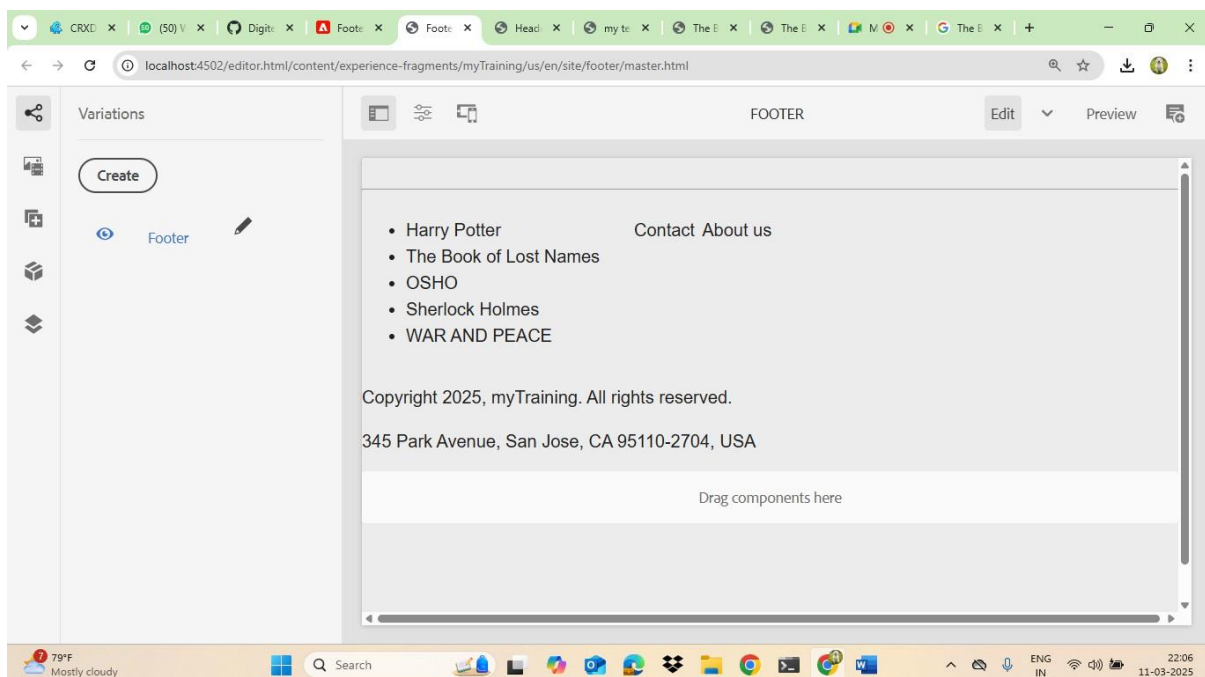 CRXD
(50) V
Digite
Foote
Foote
Head
my te
The E
The E
M
The E
localhost:4502/editor.html/content/experience-fragments/myTraining/us/en/site/footer/master.html
Variations
FOOTER
Edit
Preview
Create
Footer
Harry Potter
Contact About us
The Book of Lost Names
OSHO
Sherlock Holmes
WAR AND PEACE
Copyright 2025, myTraining. All rights reserved.
345 Park Avenue, San Jose, CA 95110-2704, USA
Drag components here
7
79°F
Mostly cloudy
Search
ENG
IN
22:06
11-03-2025